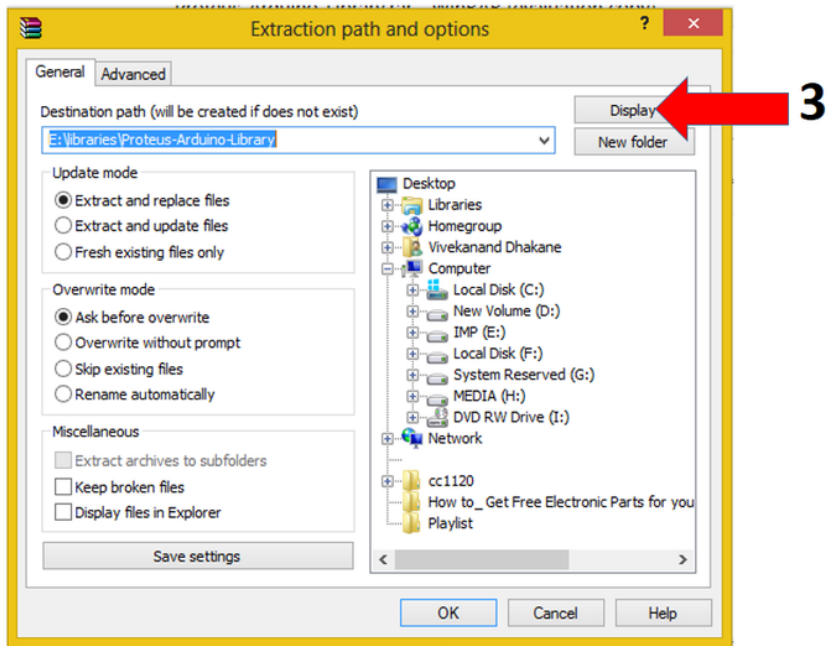 Extraction path and options
?
×
General
Advanced
Destination path (will be created if does not exist)
Display
3
E:\libraries\Proteus-Arduino-Library
New folder
Update mode
Extract and replace files
Extract and update files
Fresh existing files only
Overwrite mode
Ask before overwrite
Overwrite without prompt
Skip existing files
Rename automatically
Miscellaneous
Extract archives to subfolders
Keep broken files
Display files in Explorer
Save settings
Desktop
Libraries
Homegroup
Vivekanand Dhakane
Computer
Local Disk (C:)
New Volume (D:)
IMP (E:)
Local Disk (F:)
System Reserved (G:)
MEDIA (H:)
DVD RW Drive (I:)
Network
cc1120
How to_ Get Free Electronic Parts for you
Playlist
OK
Cancel
Help